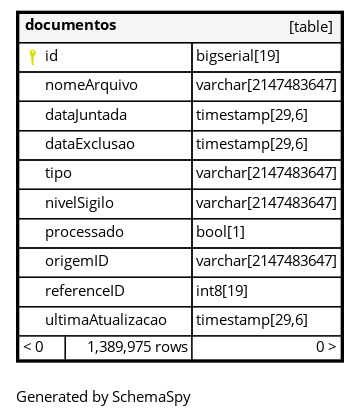 documentos [table]
id bigserial[19]
nomeArquivo varchar[2147483647]
dataJuntada timestamp[29,6]
dataExclusao timestamp[29,6]
tipo varchar[2147483647]
nivelSigilo varchar[2147483647]
processado bool[1]
origemID varchar[2147483647]
referenceID int8[19]
ultimaAtualizacao timestamp[29,6]
< 0 1,389,975 rows 0 >
Generated by SchemaSpy